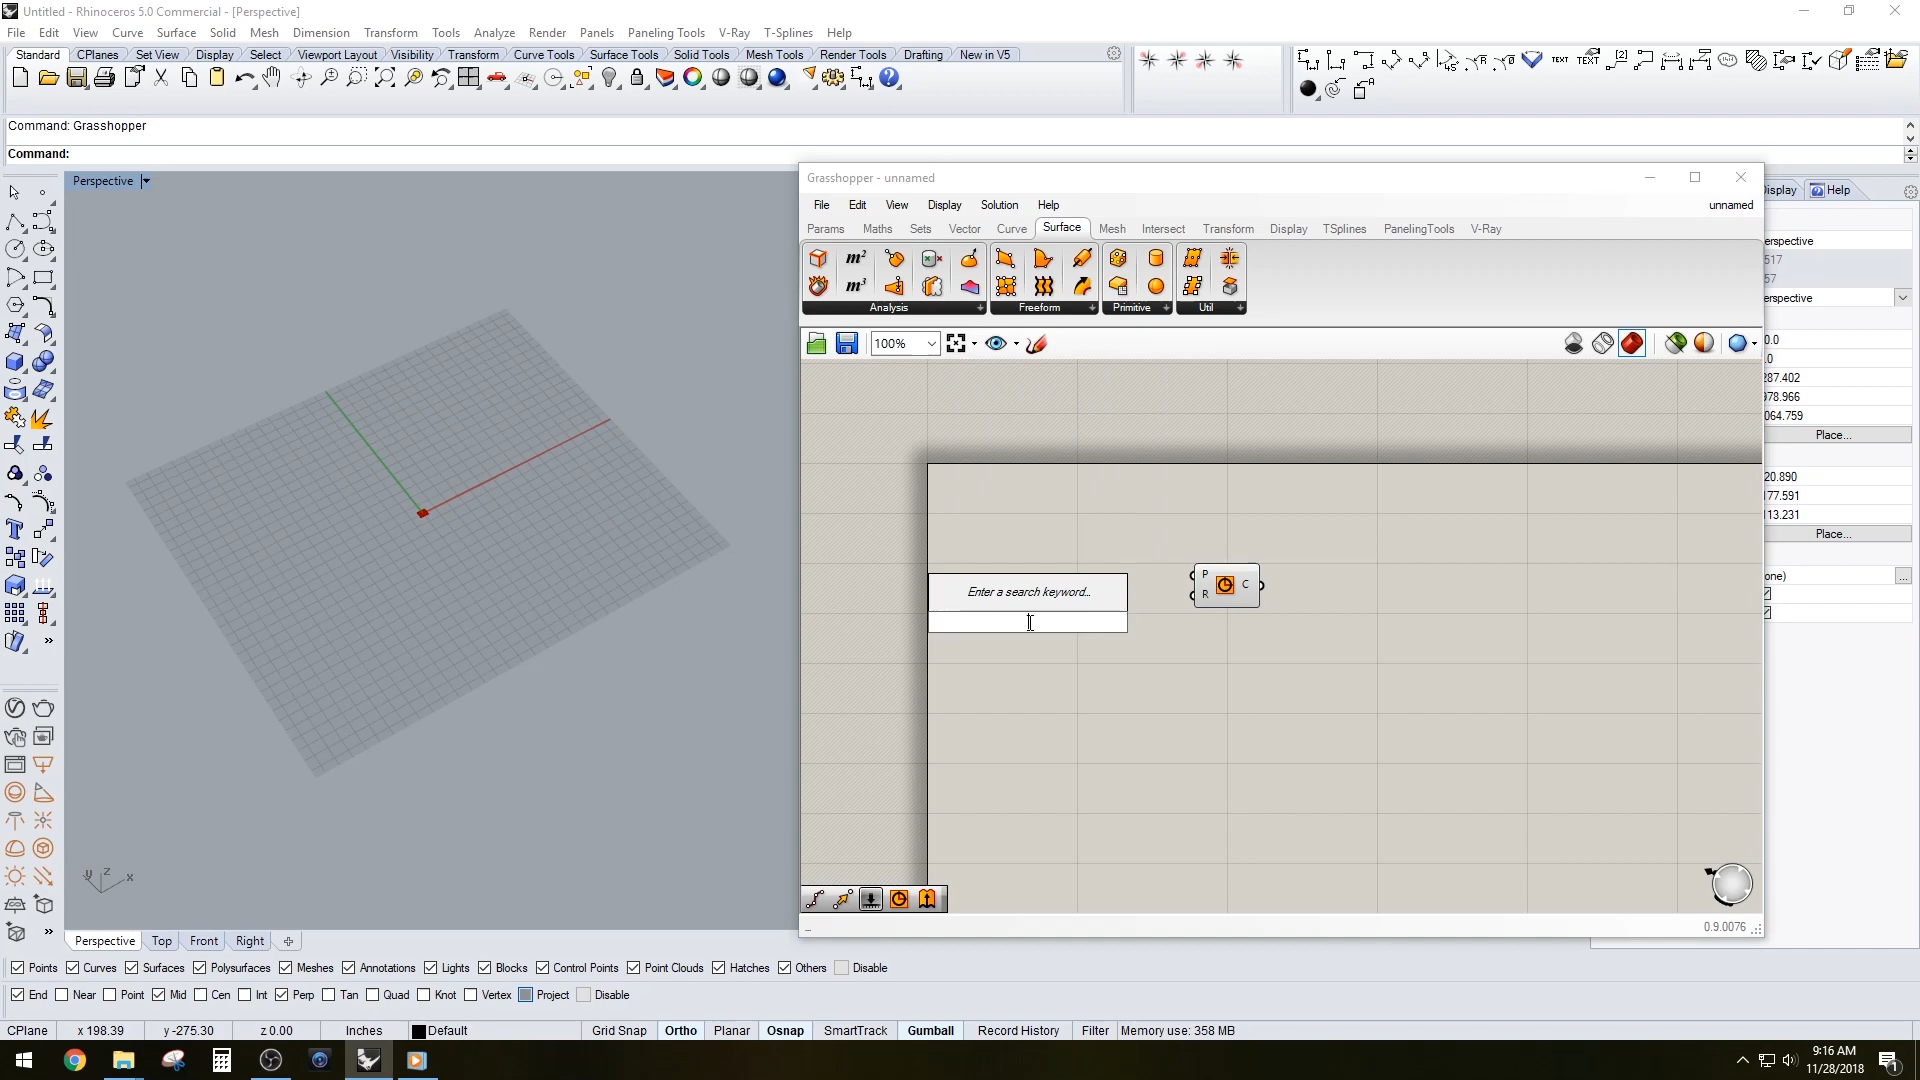 Untitled - Rhinoceros 5.0 Commercial - [Perspective]
File Edit View Curve Surface Solid Mesh Dimension Transform Tools Analyze Render Panels Paneling Tools V-Ray T-Splines Help
Standard CPlanes Set View Display Select Viewport Layout Visibility Transform Curve Tools Surface Tools Solid Tools Mesh Tools Render Tools Drafting New in V5
Command: Grasshopper
Command:
Perspective
Grasshopper - unnamed
Display Help
File Edit View Display Solution Help unnamed
Params Maths Sets Vector Curve Surface Mesh Intersect Transform Display TSplines PanelingTools V-Ray
m² m³
Analysis Freeform Primitive Util
100%
erspective
517
57
erspective
0.0
.0
287.402
978.966
064.759
Place...
20.890
177.591
113.231
Place...
one) ...
Enter a search keyword...
P
R
C
0.9.0076
z
y x
Perspective Top Front Right
Points Curves Surfaces Polysurfaces Meshes Annotations Lights Blocks Control Points Point Clouds Hatches Others Disable
End Near Point Mid Cen Int Perp Tan Quad Knot Vertex Project Disable
CPlane x 198.39 y -275.30 z 0.00 Inches Default Grid Snap Ortho Planar Osnap SmartTrack Gumball Record History Filter Memory use: 358 MB
9:16 AM
11/28/2018
1